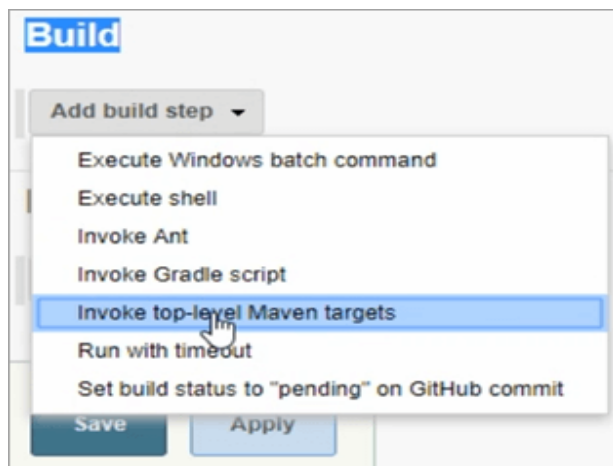 Build
Add build step
Execute Windows batch command
Execute shell
Invoke Ant
Invoke Gradle script
Invoke top-level Maven targets
Run with timeout
Set build status to "pending" on GitHub commit
Save
Apply